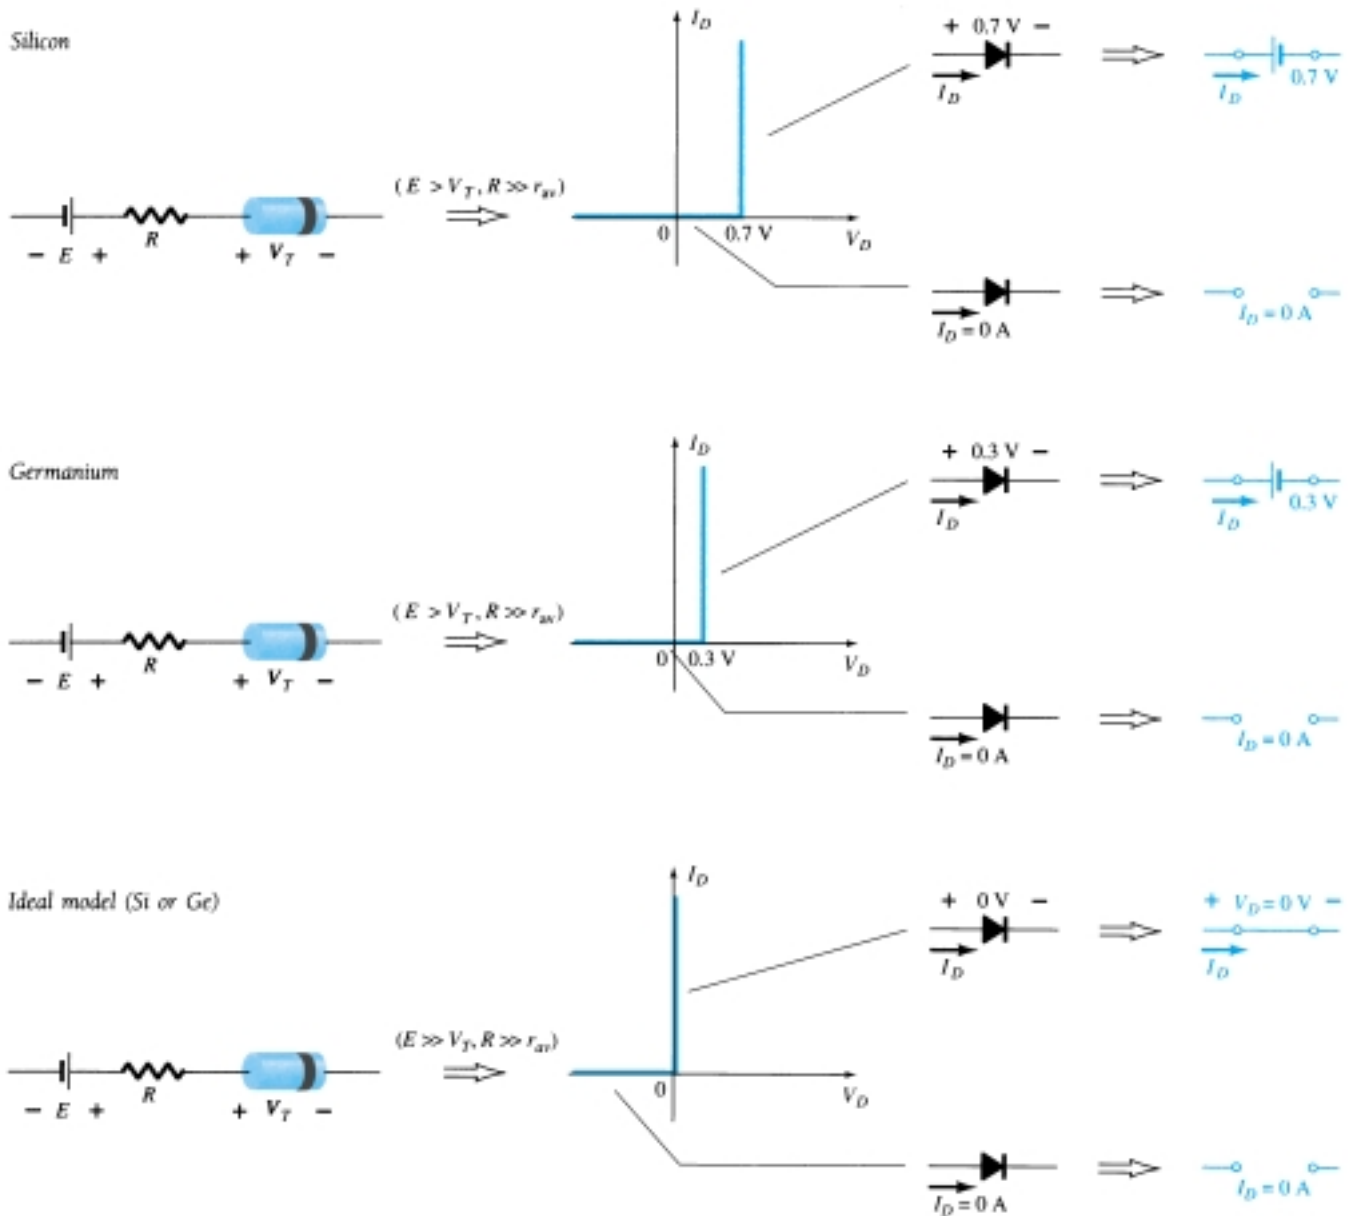 Silicon
I_D
+ 0.7 V −
I_D
0.7 V
I_D
(E > V_T, R >> r_av)
− E +
R
+ V_T −
0
0.7 V
V_D
I_D = 0 A
I_D = 0 A
Germanium
I_D
+ 0.3 V −
I_D
0.3 V
I_D
(E > V_T, R >> r_av)
− E +
R
+ V_T −
0
0.3 V
V_D
I_D = 0 A
I_D = 0 A
Ideal model (Si or Ge)
I_D
+ 0 V −
I_D
+ V_D = 0 V −
I_D
(E >> V_T, R >> r_av)
− E +
R
+ V_T −
0
V_D
I_D = 0 A
I_D = 0 A